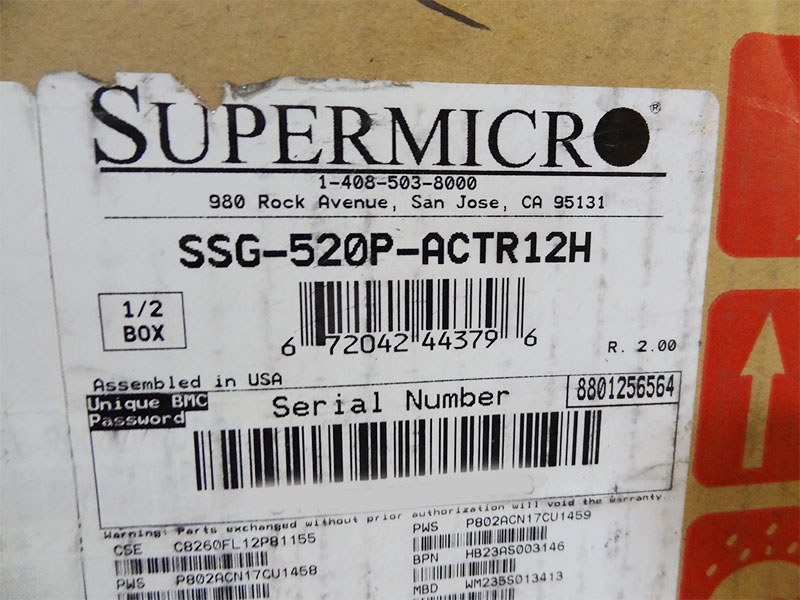 SUPERMICRO®
1-408-503-8000
980 Rock Avenue, San Jose, CA 95131
SSG-520P-ACTR12H
1/2
BOX
6 72042 44379 6
R. 2.00
Assembled in USA
Unique BMC
Password
Serial Number
8801256564
Warning: Parts exchanged without prior authorization will void the warranty.
CSE C8260FL12P81155
PWS P802ACN17CU1458
PWS P802ACN17CU1459
BPN HB23AS003146
MBD WM235S013413